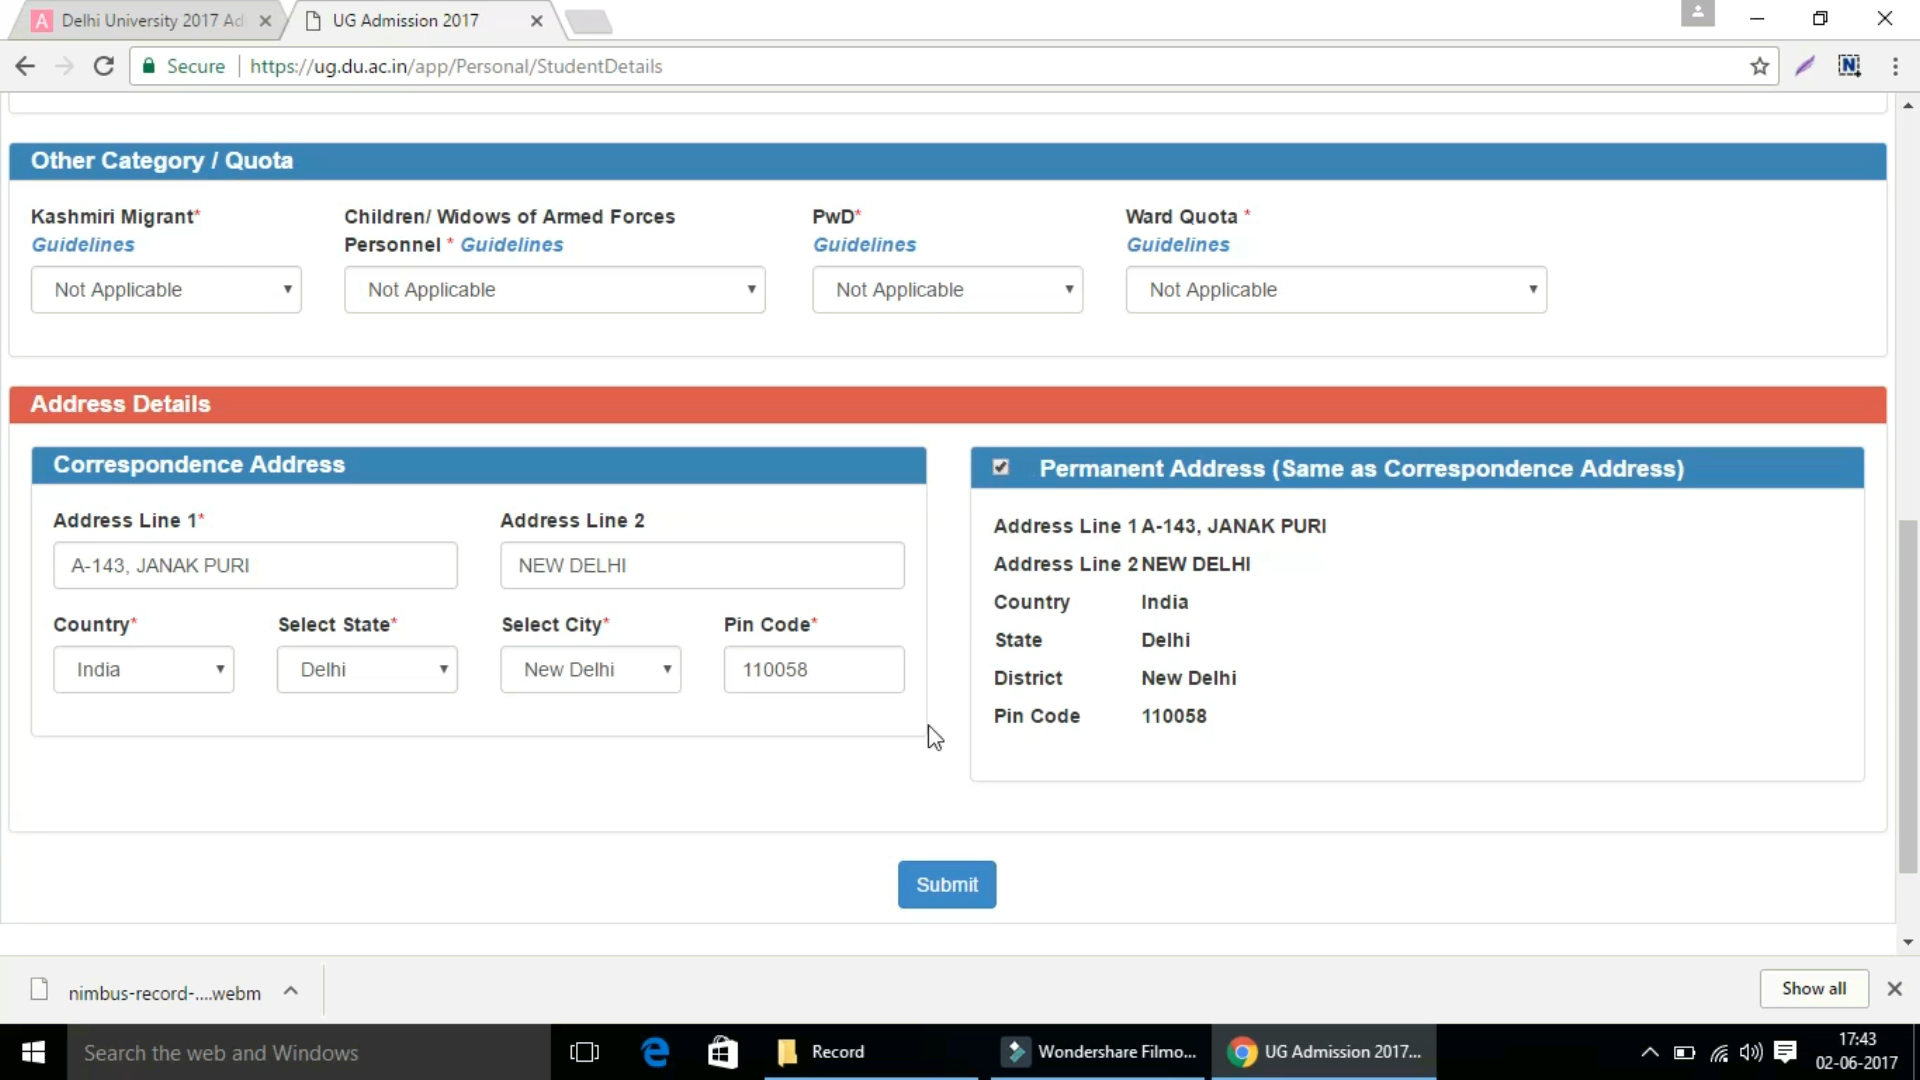 Delhi University 2017 Ad
UG Admission 2017
Secure
https://ug.du.ac.in/app/Personal/StudentDetails
Other Category / Quota
Kashmiri Migrant*
Guidelines
Not Applicable
Children/ Widows of Armed Forces
Personnel * Guidelines
Not Applicable
PwD*
Guidelines
Not Applicable
Ward Quota *
Guidelines
Not Applicable
Address Details
Correspondence Address
Address Line 1*
A-143, JANAK PURI
Address Line 2
NEW DELHI
Country*
India
Select State*
Delhi
Select City*
New Delhi
Pin Code*
110058
Permanent Address (Same as Correspondence Address)
Address Line 1 A-143, JANAK PURI
Address Line 2 NEW DELHI
Country India
State Delhi
District New Delhi
Pin Code 110058
Submit
nimbus-record-....webm
Show all
Search the web and Windows
Record
Wondershare Filmo...
UG Admission 2017...
17:43
02-06-2017